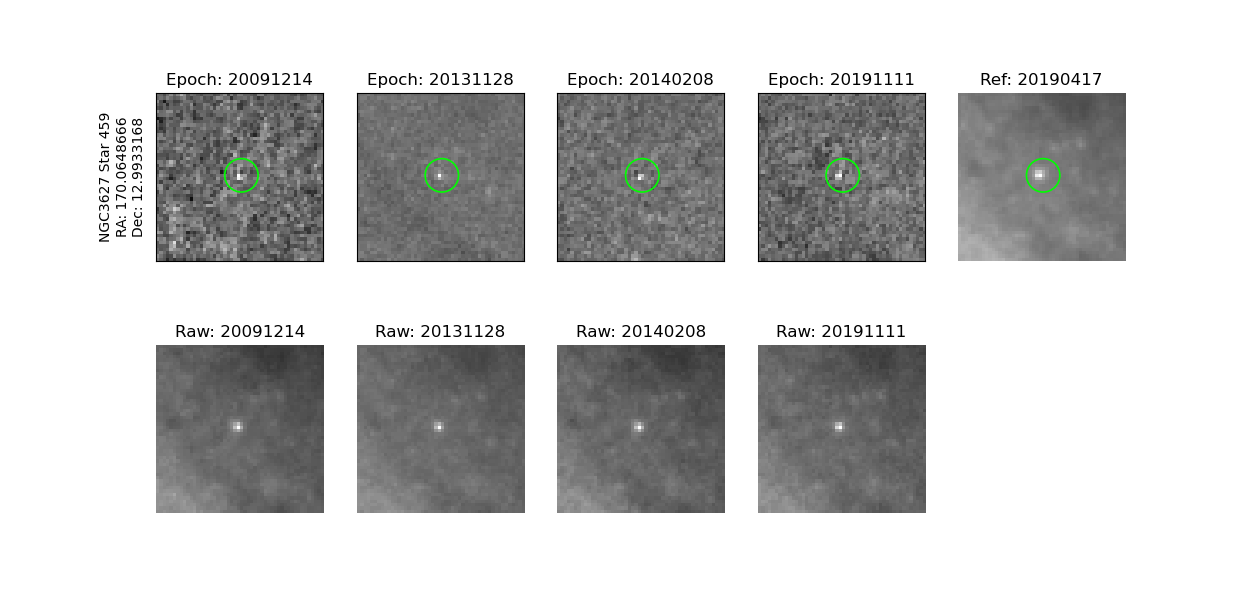 Epoch: 20091214
Epoch: 20131128
Epoch: 20140208
Epoch: 20191111
Ref: 20190417
NGC3627 Star 459
RA: 170.0648666
Dec: 12.9933168
Raw: 20091214
Raw: 20131128
Raw: 20140208
Raw: 20191111